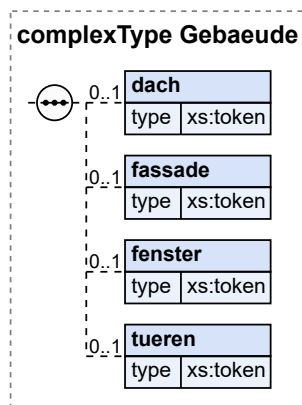 complexType Gebaeude
0..1 dach
type xs:token
0..1 fassade
type xs:token
0..1 fenster
type xs:token
0..1 tueren
type xs:token